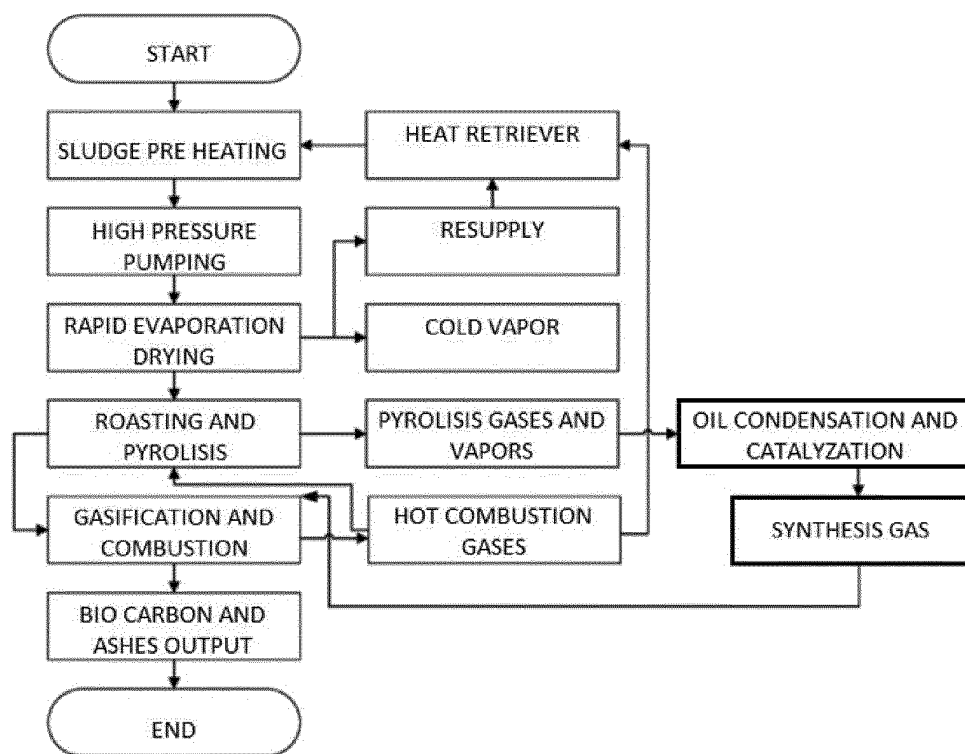 START
SLUDGE PRE HEATING
HEAT RETRIEVER
HIGH PRESSURE
PUMPING
RESUPPLY
RAPID EVAPORATION
DRYING
COLD VAPOR
ROASTING AND
PYROLISIS
PYROLISIS GASES AND
VAPORS
OIL CONDENSATION AND
CATALYZATION
GASIFICATION AND
COMBUSTION
HOT COMBUSTION
GASES
SYNTHESIS GAS
BIO CARBON AND
ASHES OUTPUT
END